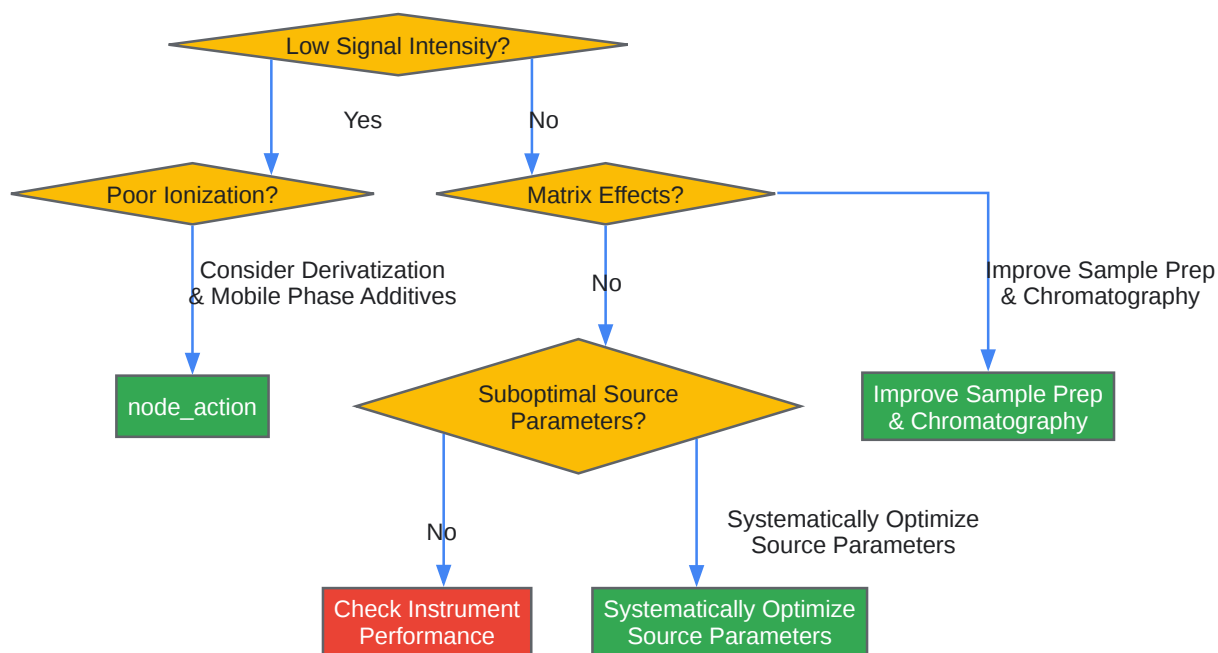 Low Signal Intensity?
Yes
No
Poor Ionization?
Matrix Effects?
Consider Derivatization
& Mobile Phase Additives
No
Improve Sample Prep
& Chromatography
node_action
Suboptimal Source
Parameters?
Improve Sample Prep
& Chromatography
No
Systematically Optimize
Source Parameters
Check Instrument
Performance
Systematically Optimize
Source Parameters